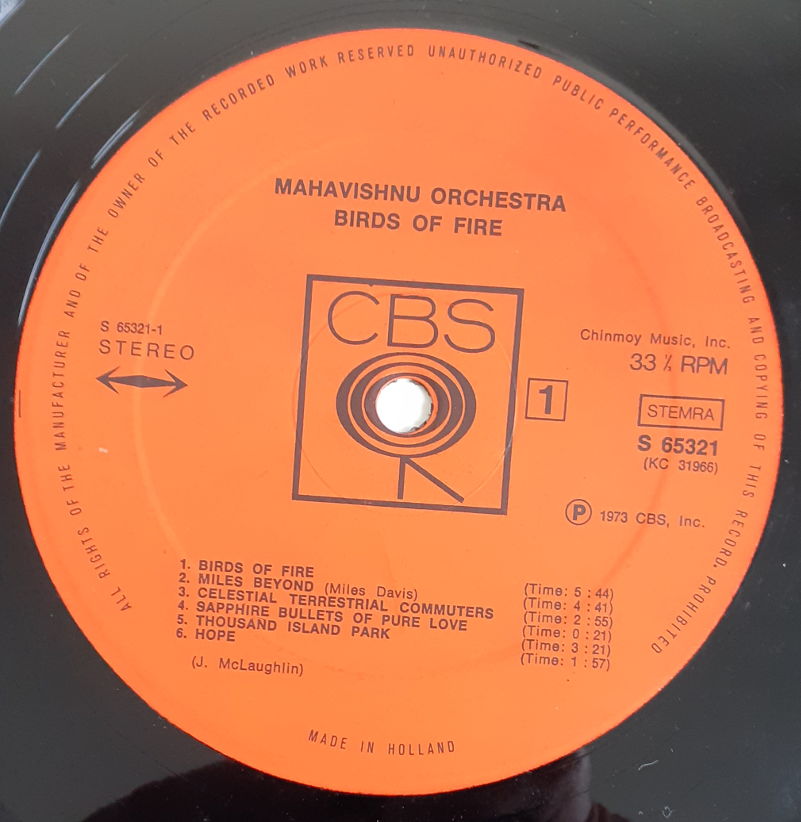 ALL RIGHTS OF THE MANUFACTURER AND OF THE OWNER OF THE RECORDED WORK RESERVED UNAUTHORIZED PUBLIC PERFORMANCE BROADCASTING AND COPYING OF THIS RECORD. PROHIBITED
MAHAVISHNU ORCHESTRA
BIRDS OF FIRE
CBS
S 65321-1
STEREO
Chinmoy Music, Inc.
33 ⅓ RPM
1
STEMRA
S 65321
(KC 31966)
Ⓟ 1973 CBS, Inc.
1. BIRDS OF FIRE (Time: 5 : 44)
2. MILES BEYOND (Miles Davis) (Time: 4 : 41)
3. CELESTIAL TERRESTRIAL COMMUTERS (Time: 2 : 55)
4. SAPPHIRE BULLETS OF PURE LOVE (Time: 0 : 21)
5. THOUSAND ISLAND PARK (Time: 3 : 21)
6. HOPE (Time: 1 : 57)
(J. McLaughlin)
MADE IN HOLLAND